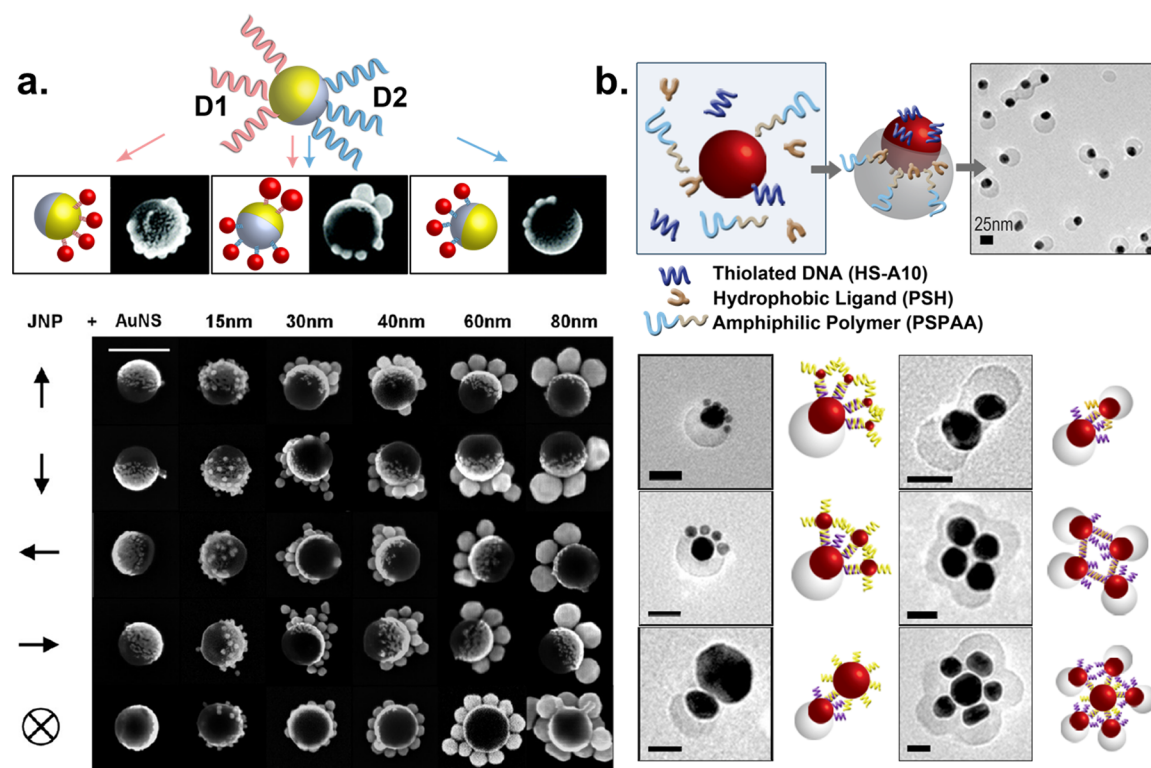 a.
D1
D2
JNP + AuNS 15nm 30nm 40nm 60nm 80nm
b.
25nm
Thiolated DNA (HS-A10)
Hydrophobic Ligand (PSH)
Amphiphilic Polymer (PSPAA)